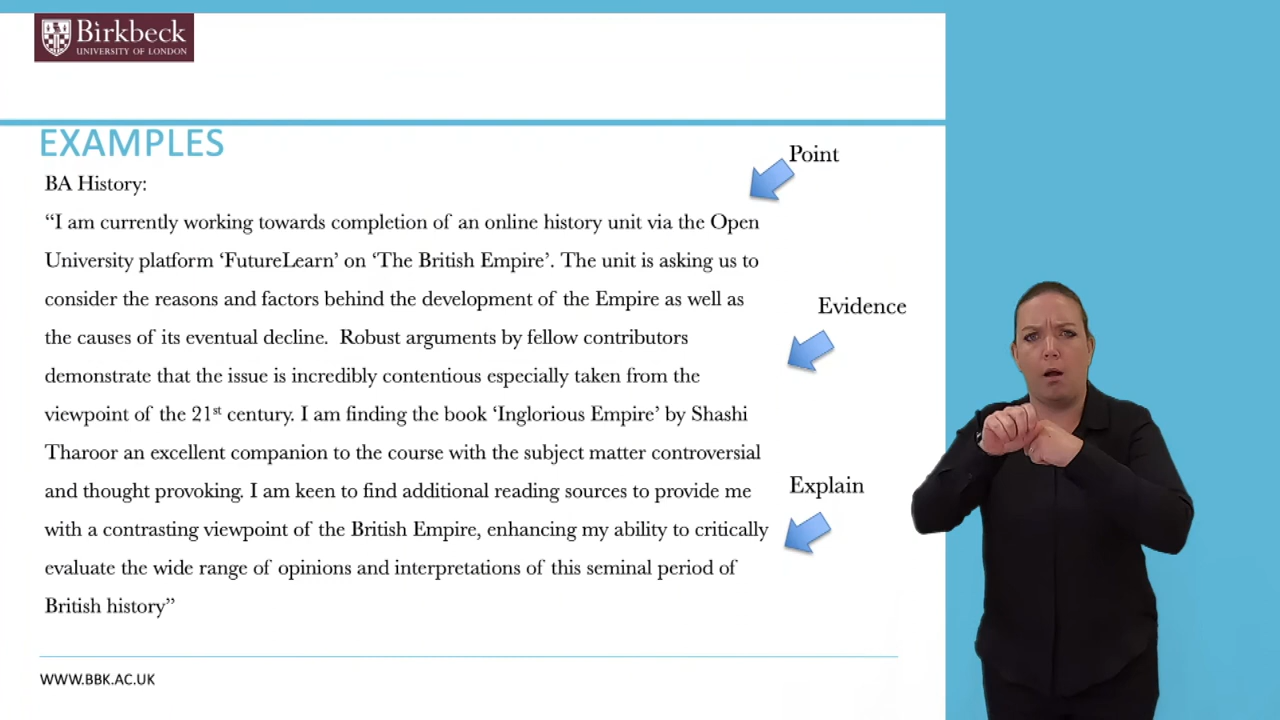 Birkbeck
UNIVERSITY OF LONDON
EXAMPLES
Point
BA History:
“I am currently working towards completion of an online history unit via the Open
University platform ‘FutureLearn’ on ‘The British Empire’. The unit is asking us to
consider the reasons and factors behind the development of the Empire as well as
Evidence
the causes of its eventual decline.  Robust arguments by fellow contributors
demonstrate that the issue is incredibly contentious especially taken from the
viewpoint of the 21st century. I am finding the book ‘Inglorious Empire’ by Shashi
Tharoor an excellent companion to the course with the subject matter controversial
Explain
and thought provoking. I am keen to find additional reading sources to provide me
with a contrasting viewpoint of the British Empire, enhancing my ability to critically
evaluate the wide range of opinions and interpretations of this seminal period of
British history”
WWW.BBK.AC.UK